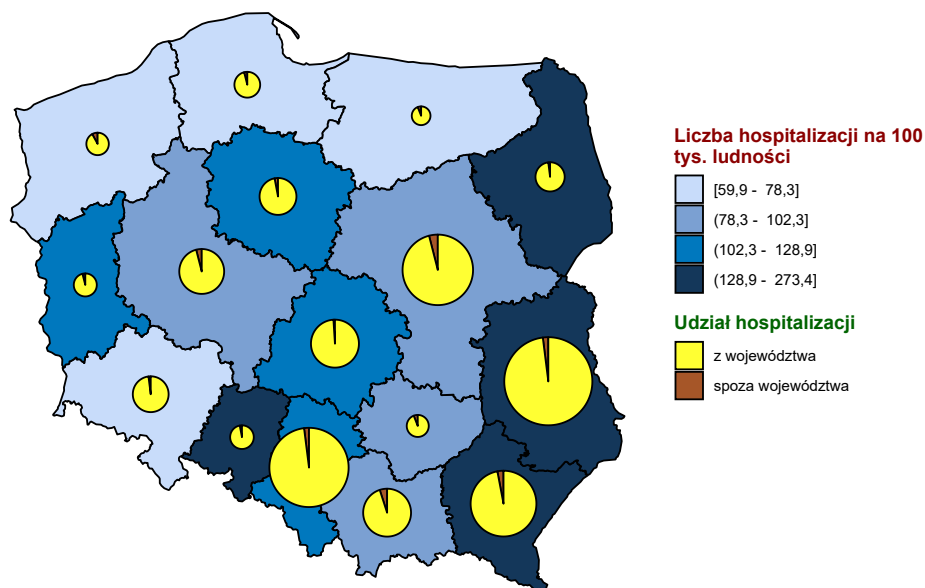 Liczba hospitalizacji na 100
tys. ludności
[59,9 - 78,3]
(78,3 - 102,3]
(102,3 - 128,9]
(128,9 - 273,4]
Udział hospitalizacji
z województwa
spoza województwa